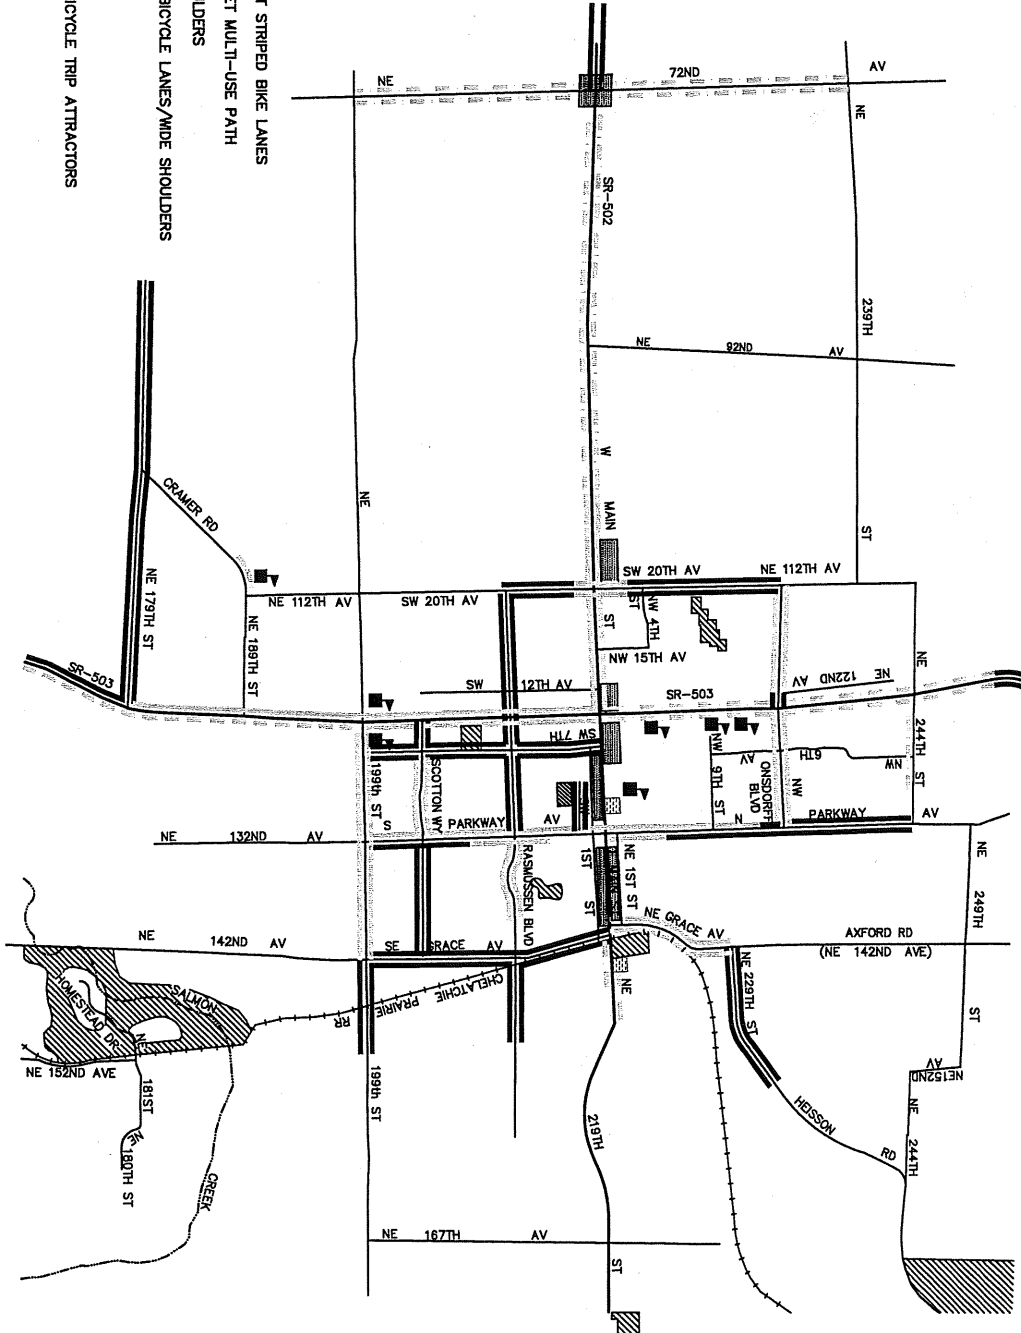 T STRIPED BIKE LANES
ET MULTI-USE PATH
LDERS
BICYCLE LANES/WIDE SHOULDERS
ICYCLE TRIP ATTRACTORS
NE 72ND AV
NE 239TH ST
SR-502
NE 92ND AV
W MAIN ST
NE
CRAMER RD
NE 179TH ST
NE 112TH AV
SW 20TH AV
SW 20TH AV
NE 112TH AV
NE 189TH ST
NW 4TH ST
NW 15TH AV
SR-503
SW 12TH AV
SR-503
NE 122ND AV
NE 244TH ST
SW 7TH
NW 9TH ST
NW 6TH AV
ONSDORFF BLVD
NW
199th ST
SCOTTON WY
S PARKWAY AV
N PARKWAY AV
NE 132ND AV
RASMUSSEN BLVD
1ST ST
NE 1ST ST
NE GRACE AV
NE 249TH ST
NE 142ND AV
SE GRACE AV
AXFORD RD
(NE 142ND AVE)
NE 229TH ST
CHELATCHIE PRAIRIE RR
HOMESTEAD DR
SALMON CREEK
NE 152ND AVE
NE 181ST
NE 180TH ST
199th ST
NE 219TH ST
HEISSON RD
NE152ND AV
NE 244TH
NE 167TH AV